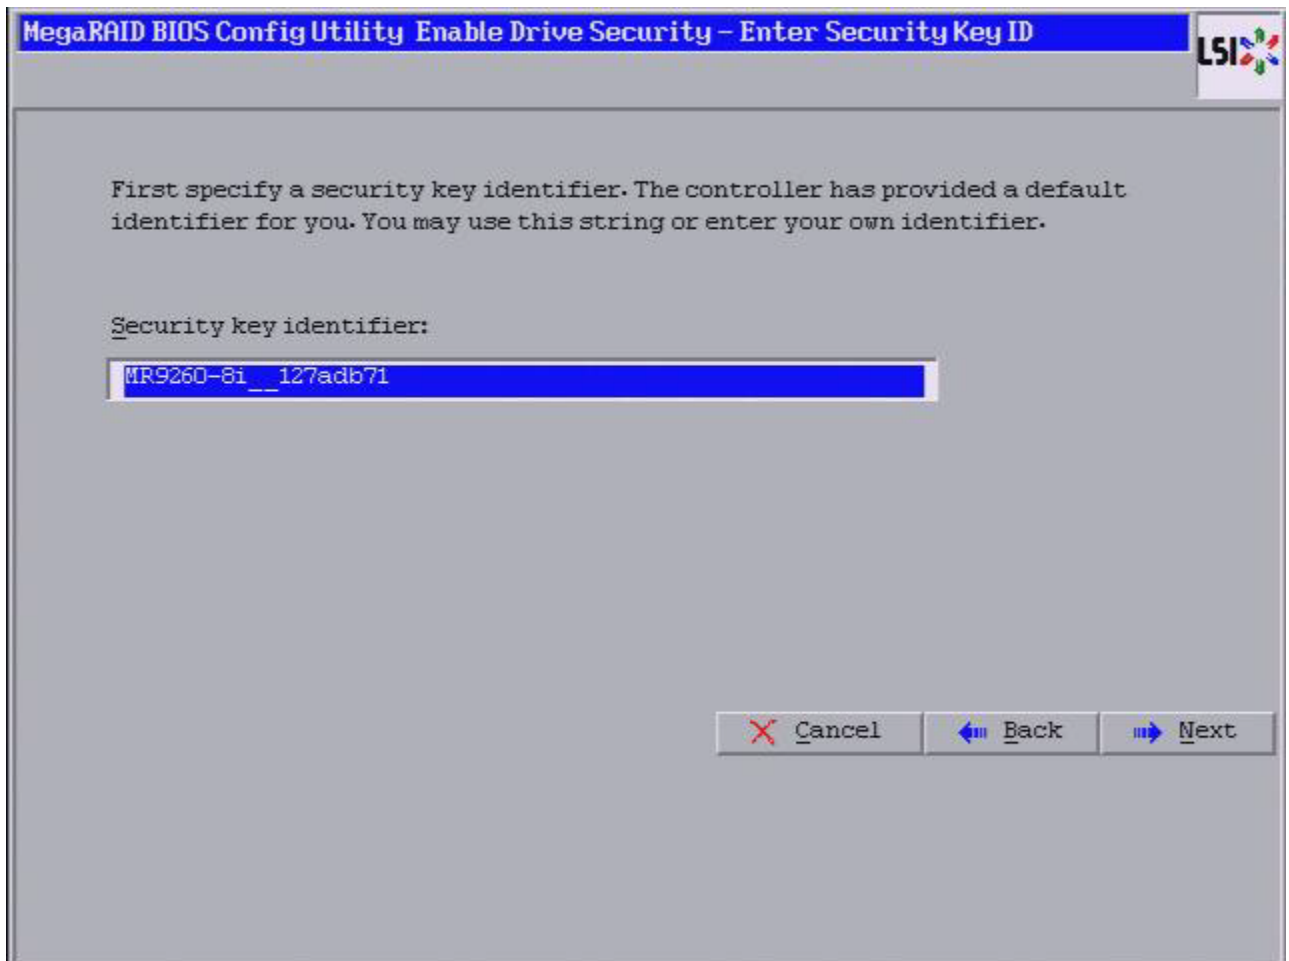 MegaRAID BIOS Config Utility Enable Drive Security – Enter Security Key ID
LSI
First specify a security key identifier. The controller has provided a default
identifier for you. You may use this string or enter your own identifier.
Security key identifier:
MR9260-8i__127adb71
Cancel Back Next